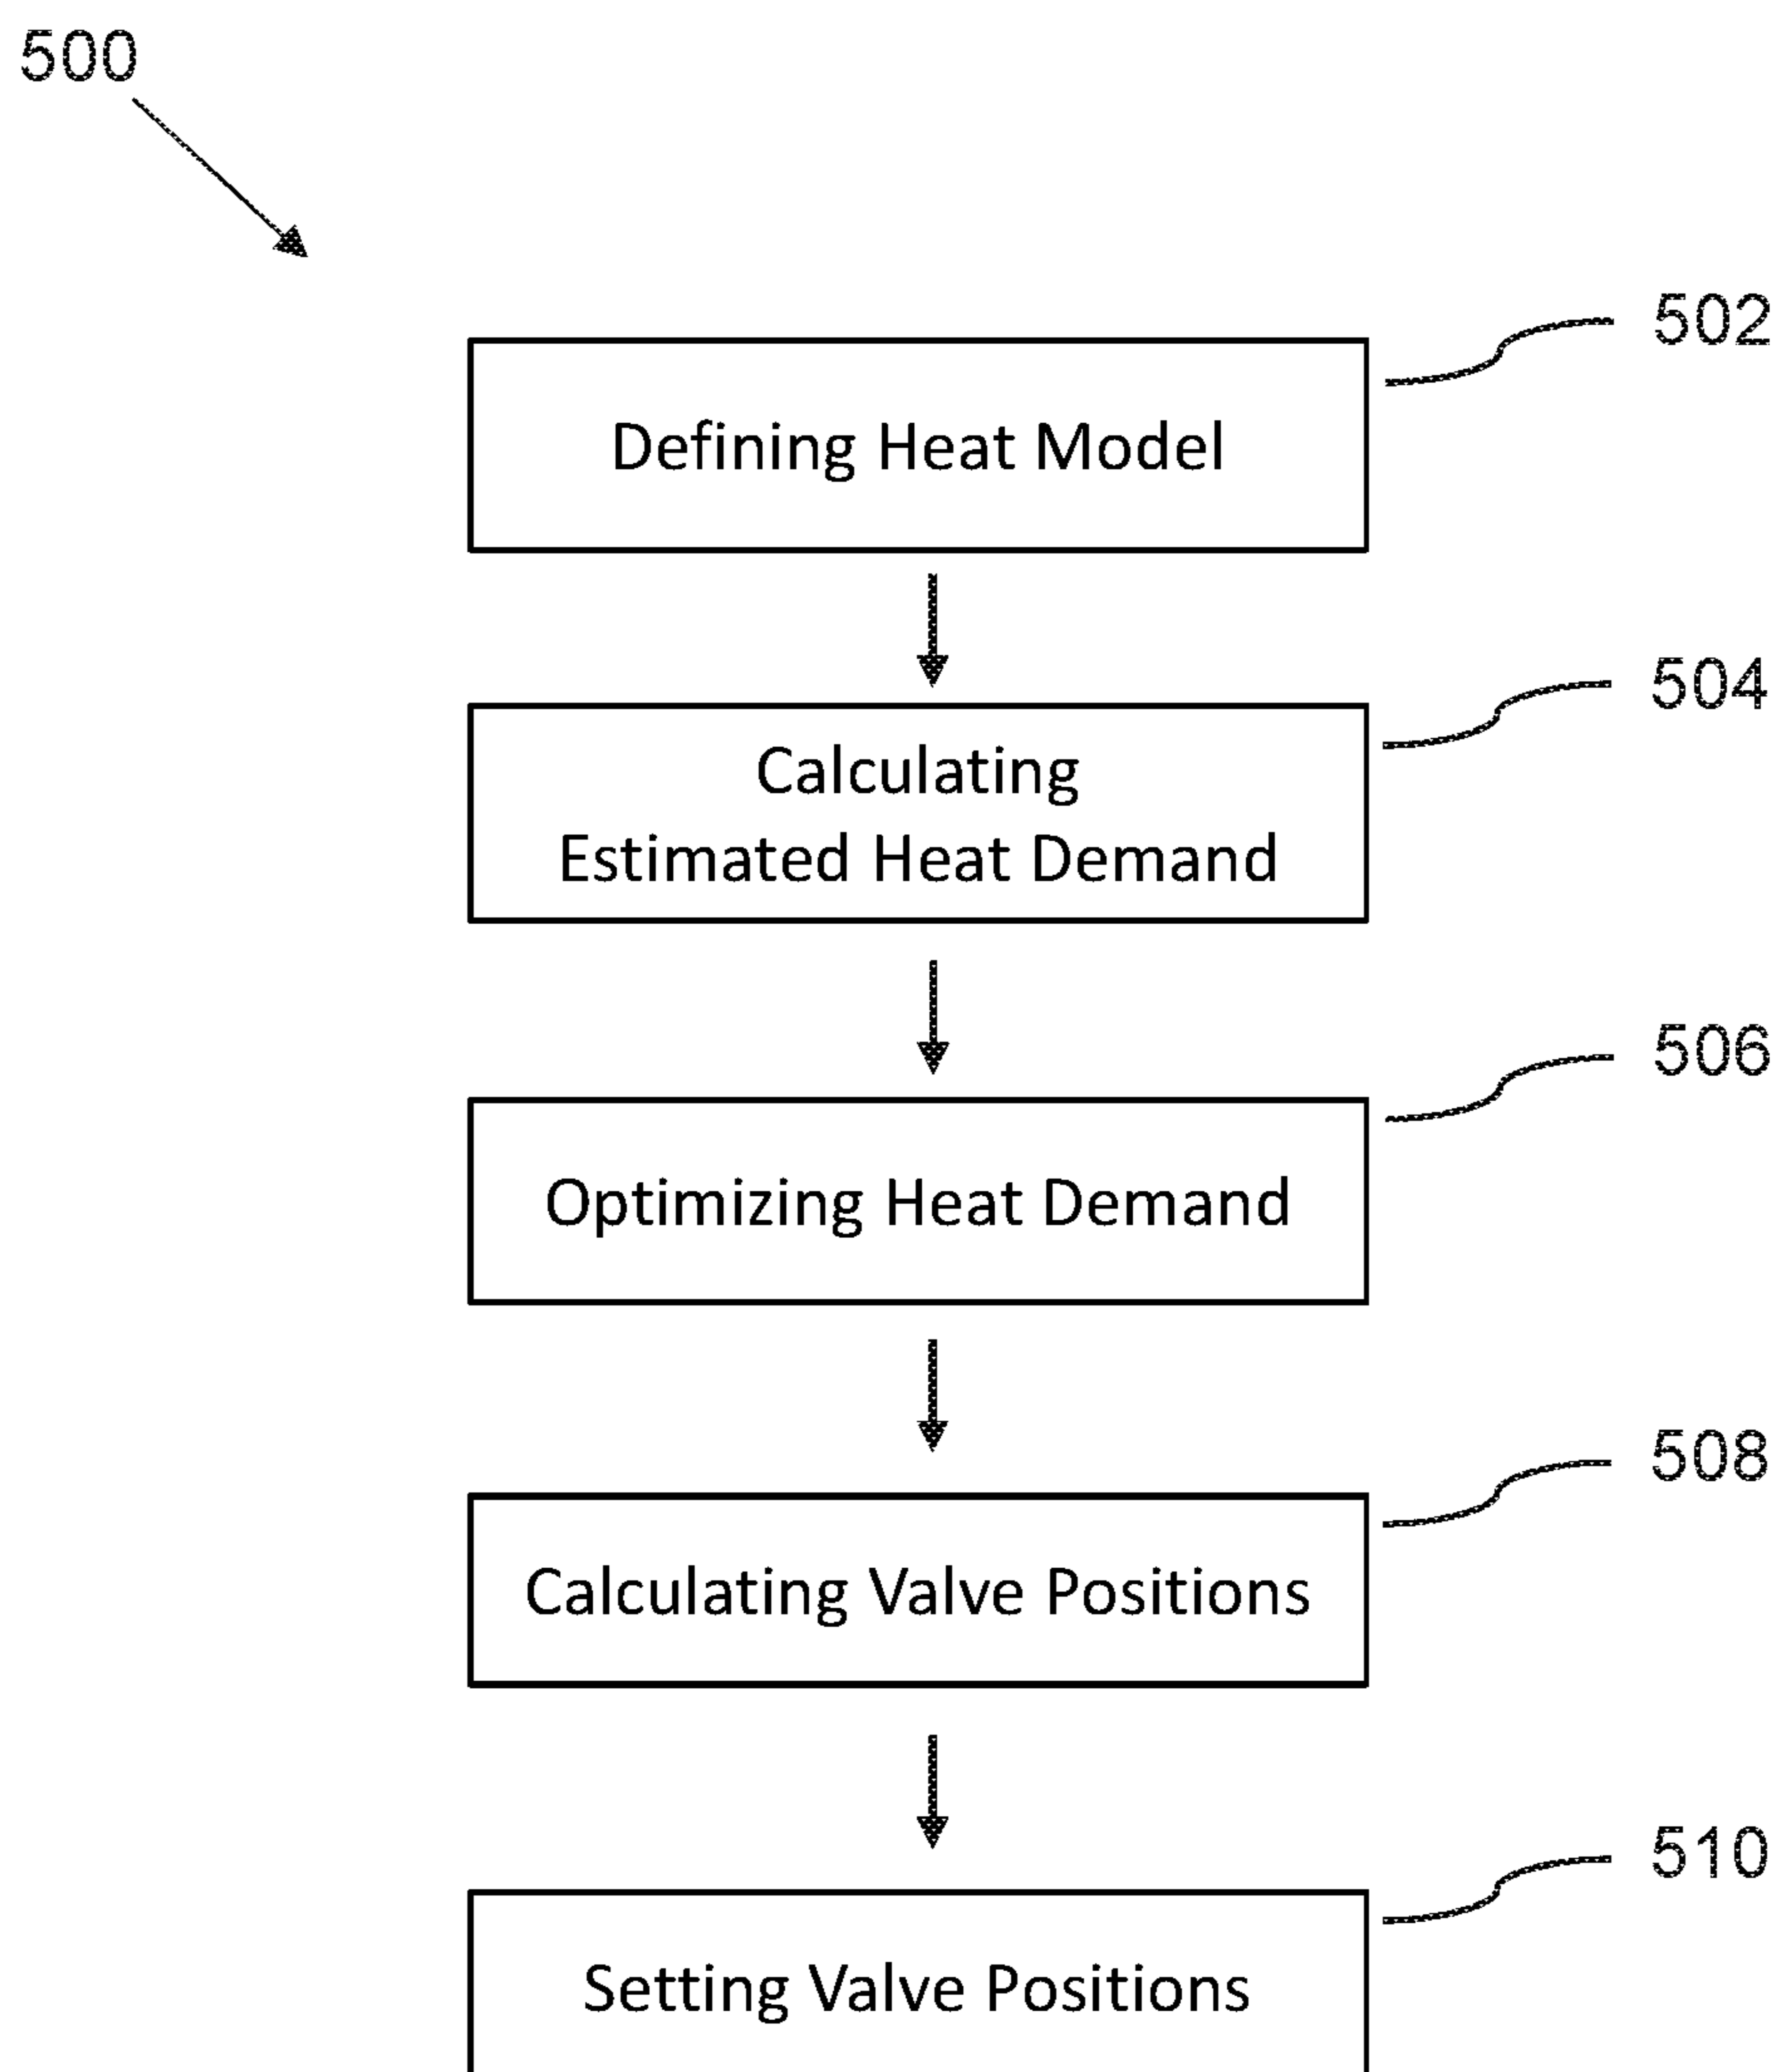 500
502
Defining Heat Model
504
Calculating
Estimated Heat Demand
506
Optimizing Heat Demand
508
Calculating Valve Positions
510
Setting Valve Positions